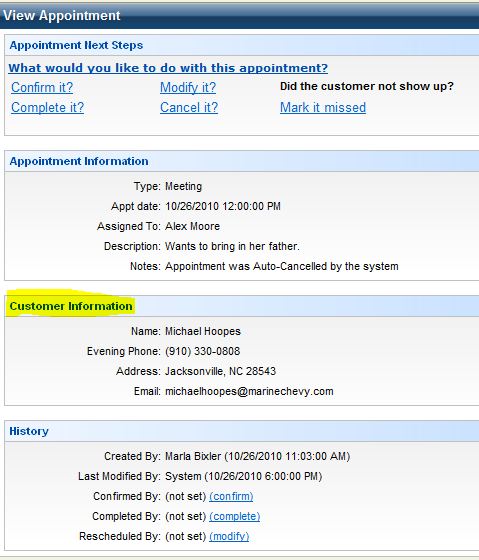 View Appointment
Appointment Next Steps
What would you like to do with this appointment?
Confirm it? Modify it? Did the customer not show up?
Complete it? Cancel it? Mark it missed
Appointment Information
Type: Meeting
Appt date: 10/26/2010 12:00:00 PM
Assigned To: Alex Moore
Description: Wants to bring in her father.
Notes: Appointment was Auto-Cancelled by the system
Customer Information
Name: Michael Hoopes
Evening Phone: (910) 330-0808
Address: Jacksonville, NC 28543
Email: michaelhoopes@marinechevy.com
History
Created By: Marla Bixler (10/26/2010 11:03:00 AM)
Last Modified By: System (10/26/2010 6:00:00 PM)
Confirmed By: (not set) (confirm)
Completed By: (not set) (complete)
Rescheduled By: (not set) (modify)